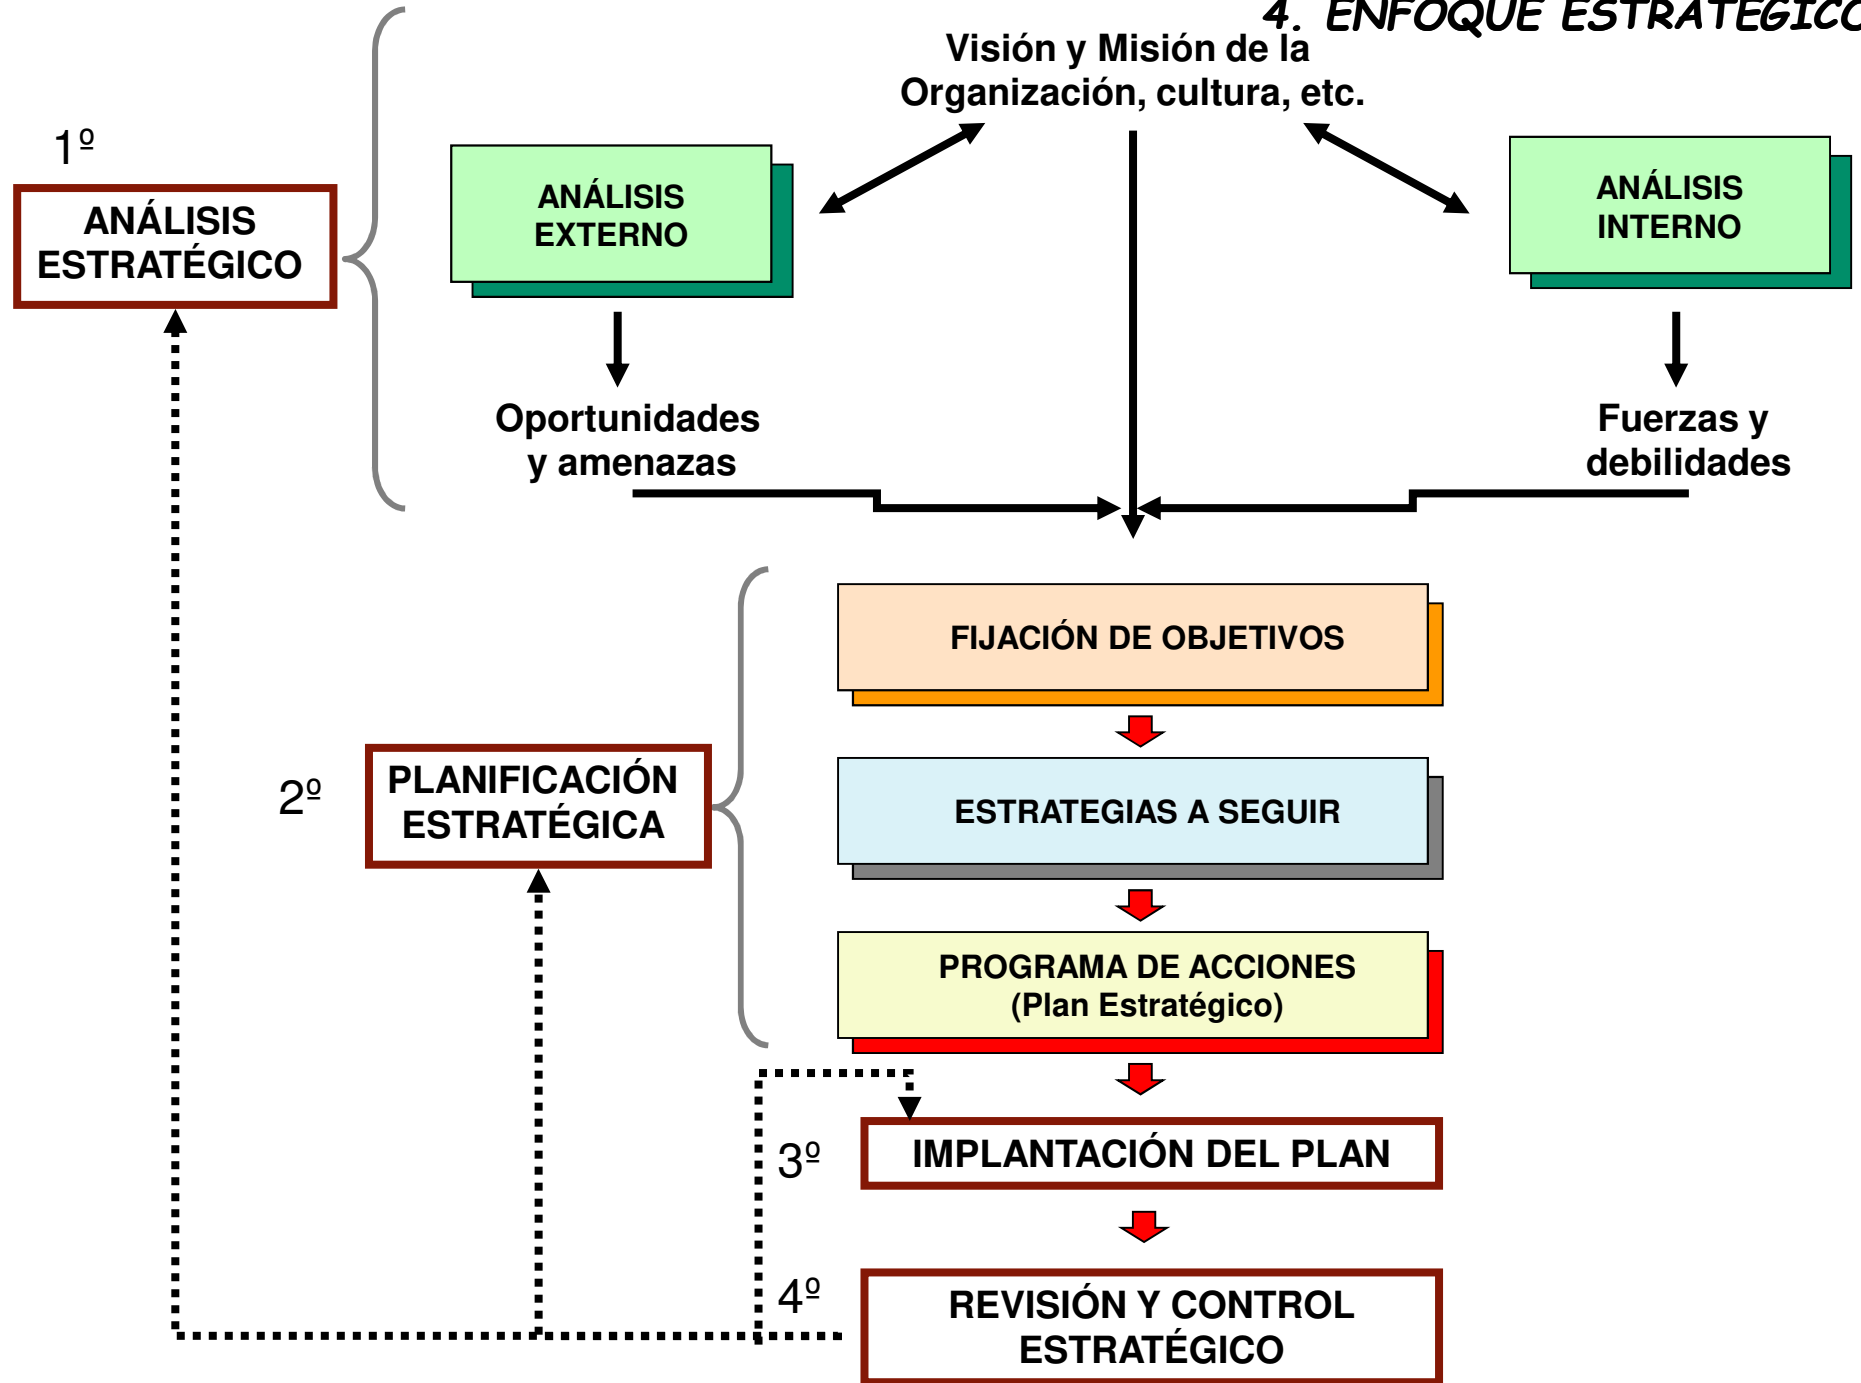 4. ENFOQUE ESTRATEGICO
Visión y Misión de la
Organización, cultura, etc.
1º
ANÁLISIS
ESTRATÉGICO
ANÁLISIS
EXTERNO
ANÁLISIS
INTERNO
Oportunidades
y amenazas
Fuerzas y
debilidades
FIJACIÓN DE OBJETIVOS
2º
PLANIFICACIÓN
ESTRATÉGICA
ESTRATEGIAS A SEGUIR
PROGRAMA DE ACCIONES
(Plan Estratégico)
3º
IMPLANTACIÓN DEL PLAN
4º
REVISIÓN Y CONTROL
ESTRATÉGICO